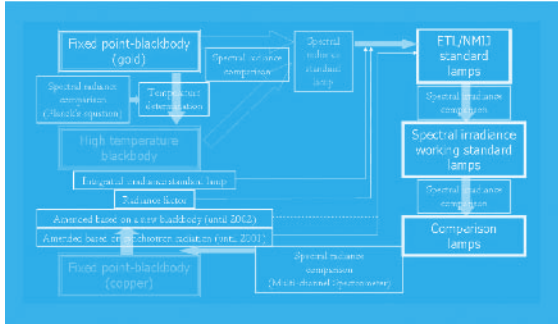 Fixed point-blackbody
(gold)
Spectral radiance
comparison
Spectral
radiance
standard
lamp
ETL/NMIJ
standard
lamps
Spectral radiance
comparison
(Planck's equation)
Temperature
determination
Spectral irradiance
comparison
High temperature
blackbody
Spectral irradiance
working standard
lamps
Integrated irradiance standard lamp
Radiance factor
Spectral irradiance
comparison
Amended based on a new blackbody (until 2002)
Amended based on synchrotron radiation (until 2001)
Comparison
lamps
Fixed point-blackbody
(copper)
Spectral radiance
comparison
(Multi-channel Spectrometer)